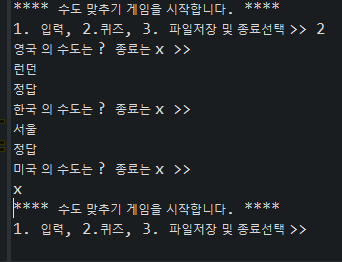 **** 수도 맞추기 게임을 시작합니다. ****
1. 입력, 2.퀴즈, 3. 파일저장 및 종료선택 >> 2
영국 의 수도는 ? 종료는 x >>
런던
정답
한국 의 수도는 ? 종료는 x >>
서울
정답
미국 의 수도는 ? 종료는 x >>
x
**** 수도 맞추기 게임을 시작합니다. ****
1. 입력, 2.퀴즈, 3. 파일저장 및 종료선택 >>